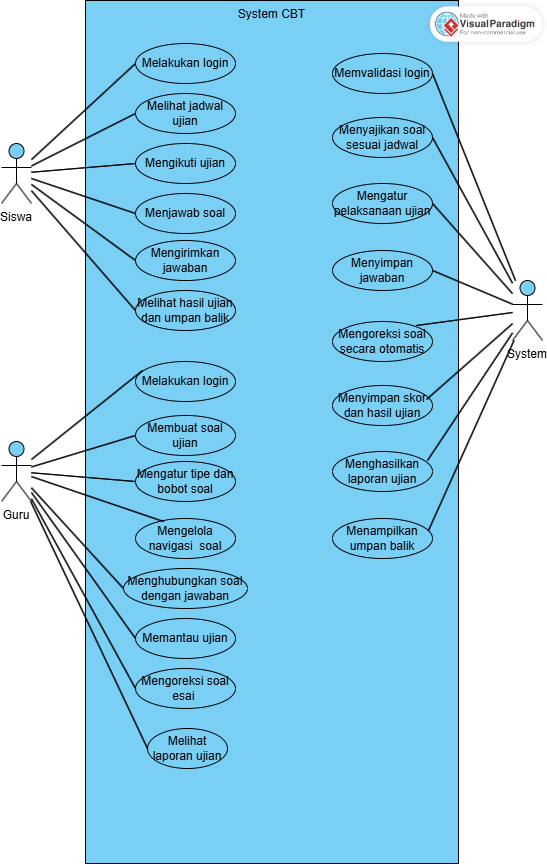 System CBT
Made with
VisualParadigm
For non-commercial use
Melakukan login
Melihat jadwal
ujian
Mengikuti ujian
Menjawab soal
Mengirimkan
jawaban
Melihat hasil ujian
dan umpan balik
Siswa
Melakukan login
Membuat soal
ujian
Mengatur tipe dan
bobot soal
Mengelola
navigasi soal
Menghubungkan soal
dengan jawaban
Memantau ujian
Mengoreksi soal
esai
Melihat
laporan ujian
Guru
Memvalidasi login
Menyajikan soal
sesuai jadwal
Mengatur
pelaksanaan ujian
Menyimpan
jawaban
Mengoreksi soal
secara otomatis
Menyimpan skor
dan hasil ujian
Menghasilkan
laporan ujian
Menampilkan
umpan balik
System